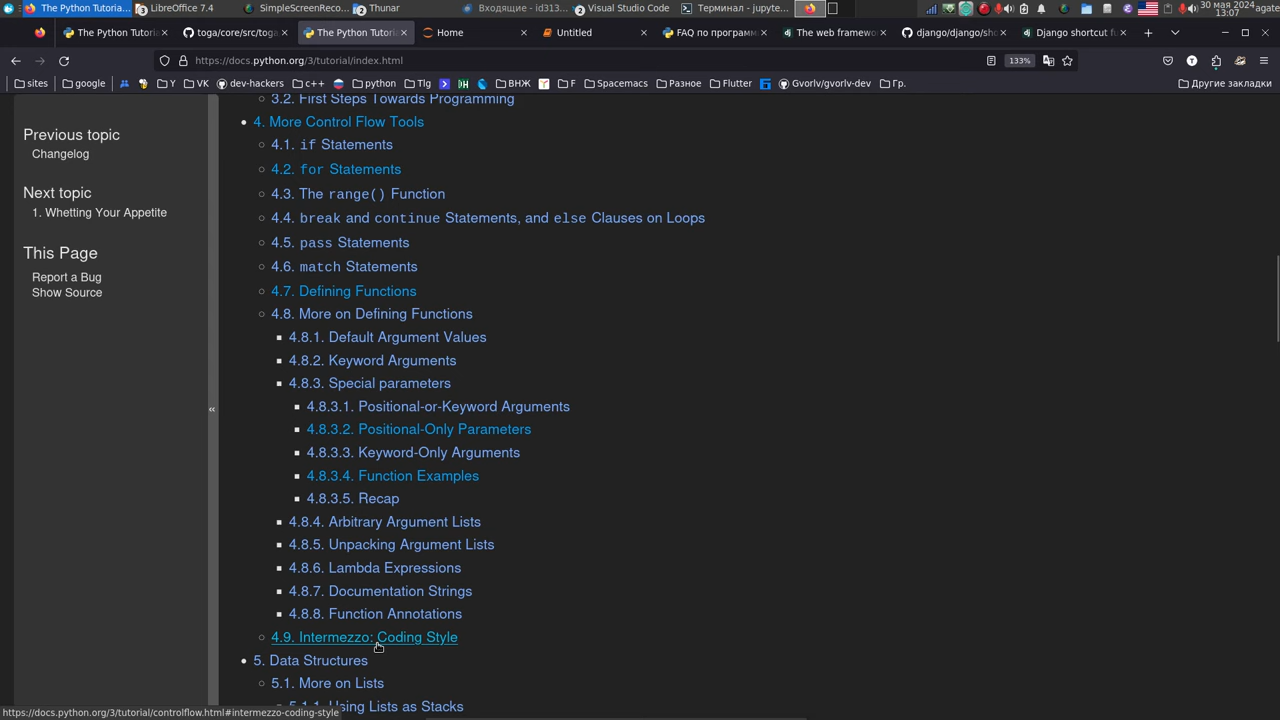 The Python Tutoria...
LibreOffice 7.4
3
SimpleScreenReco...
Thunar
2
Входящие - id313...
Visual Studio Code
2
Терминал - jupyte...
30 мая 2024
13:07
agate
The Python Tutori
toga/core/src/toga
The Python Tutori
Home
Untitled
FAQ по программ
The web framewo
django/django/sho
Django shortcut fu
https://docs.python.org/3/tutorial/index.html
133%
sites
google
Y
VK
dev-hackers
c++
python
Tlg
ВНЖ
F
Spacemacs
Разное
Flutter
Gvorlv/gvorlv-dev
Гр.
Другие закладки
Previous topic
Changelog
Next topic
1. Whetting Your Appetite
This Page
Report a Bug
Show Source
«
3.2. First Steps Towards Programming
4. More Control Flow Tools
4.1. if Statements
4.2. for Statements
4.3. The range() Function
4.4. break and continue Statements, and else Clauses on Loops
4.5. pass Statements
4.6. match Statements
4.7. Defining Functions
4.8. More on Defining Functions
4.8.1. Default Argument Values
4.8.2. Keyword Arguments
4.8.3. Special parameters
4.8.3.1. Positional-or-Keyword Arguments
4.8.3.2. Positional-Only Parameters
4.8.3.3. Keyword-Only Arguments
4.8.3.4. Function Examples
4.8.3.5. Recap
4.8.4. Arbitrary Argument Lists
4.8.5. Unpacking Argument Lists
4.8.6. Lambda Expressions
4.8.7. Documentation Strings
4.8.8. Function Annotations
4.9. Intermezzo: Coding Style
5. Data Structures
5.1. More on Lists
5.1.1. Using Lists as Stacks
https://docs.python.org/3/tutorial/controlflow.html#intermezzo-coding-style